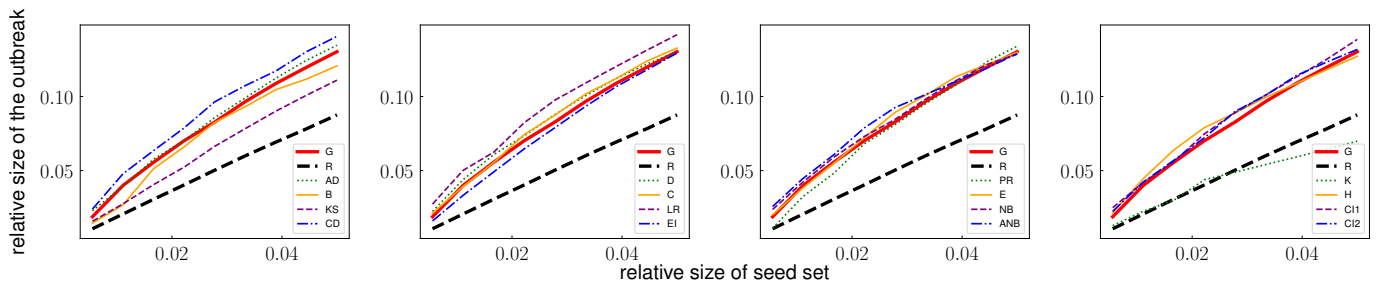 relative size of the outbreak
0.10
0.05
0.02
0.04
G
R
AD
B
KS
CD
0.10
0.05
0.02
0.04
G
R
D
C
LR
EI
0.10
0.05
0.02
0.04
G
R
PR
E
NB
ANB
0.10
0.05
0.02
0.04
G
R
K
H
CI1
CI2
relative size of seed set